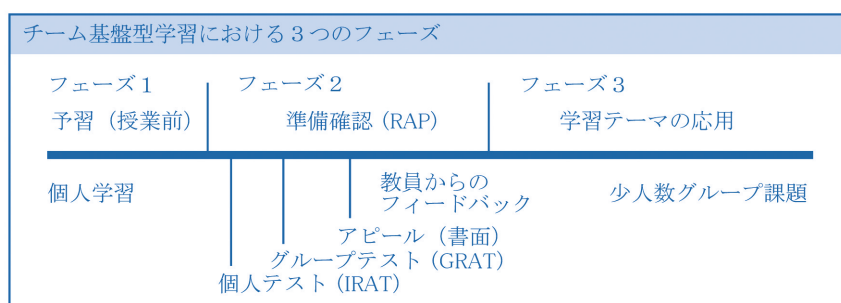 チーム基盤型学習における３つのフェーズ
フェーズ１
フェーズ２
フェーズ３
予習（授業前）
準備確認（RAP）
学習テーマの応用
個人学習
教員からの
フィードバック
少人数グループ課題
アピール（書面）
グループテスト（GRAT）
個人テスト（IRAT）